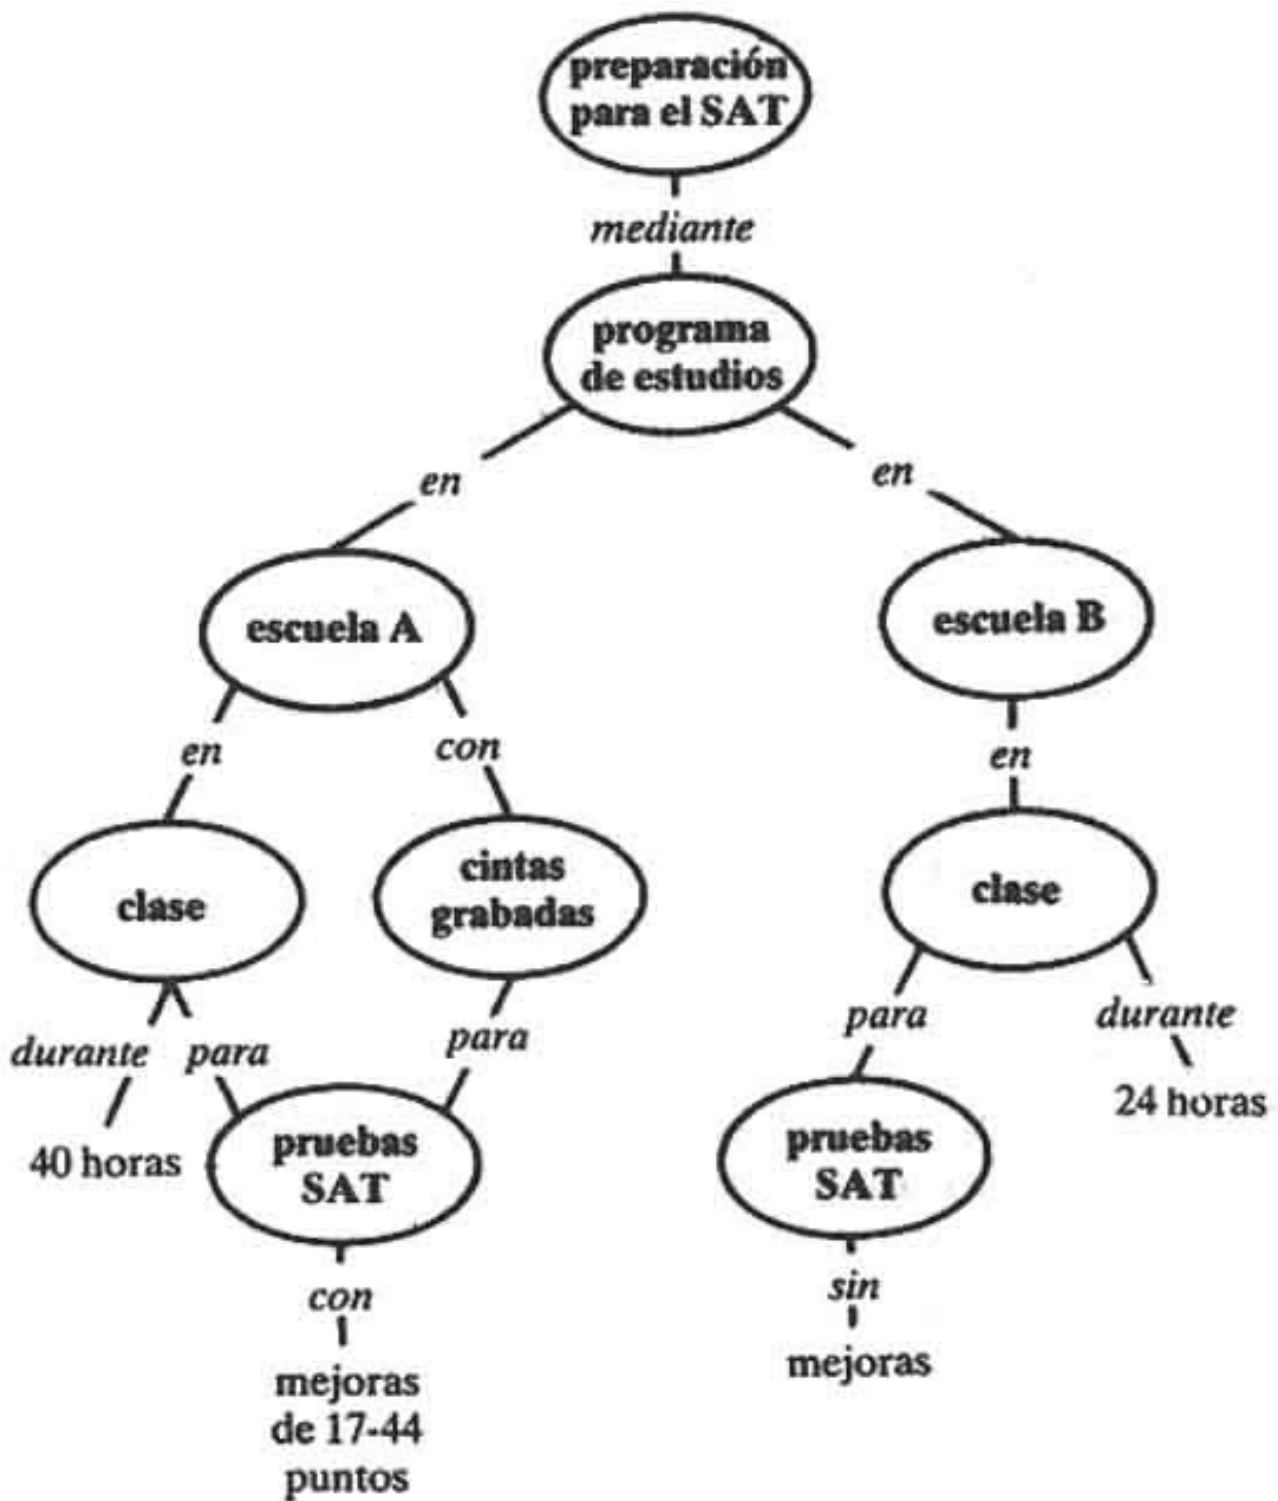 preparación
para el SAT
mediante
programa
de estudios
en
en
escuela A
escuela B
en
con
en
clase
cintas
grabadas
clase
durante
para
para
para
durante
40 horas
pruebas
SAT
pruebas
SAT
24 horas
con
sin
mejoras
de 17-44
puntos
mejoras